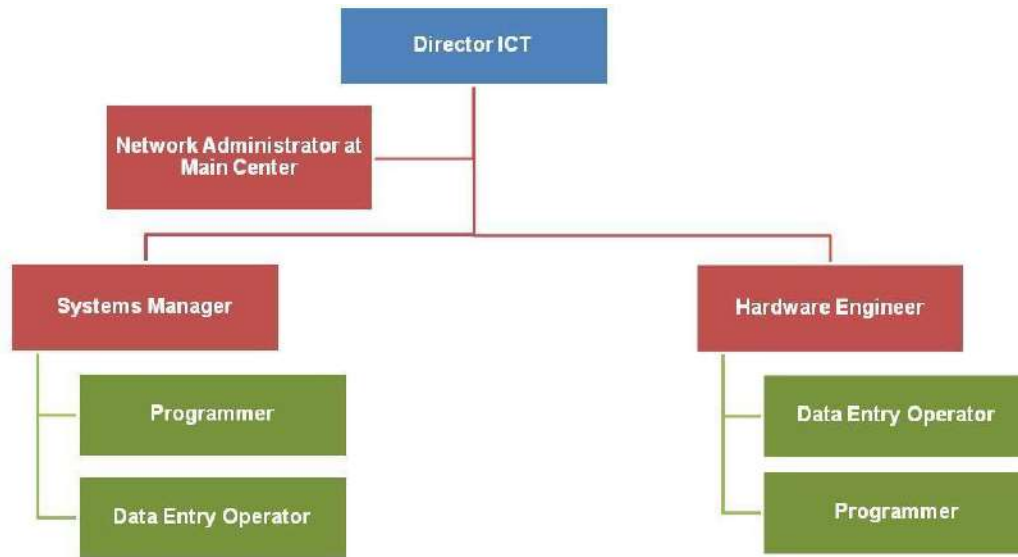 Director ICT
Network Administrator at
Main Center
Systems Manager
Hardware Engineer
Programmer
Data Entry Operator
Data Entry Operator
Programmer